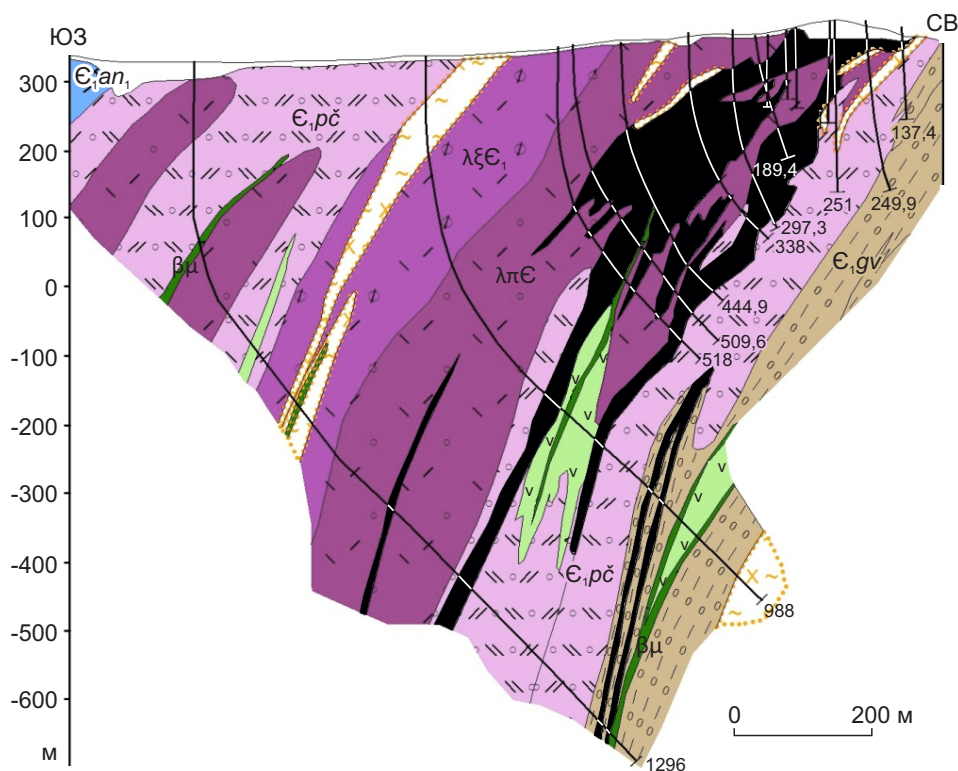 ЮЗ
СВ
Є₁an₁
300
Є₁pč
137,4
200
λξЄ₁
189,4
251
249,9
100
297,3
338
Є₁gv
βμ
λπЄ
0
444,9
509,6
518
-100
-200
-300
-400
Є₁pč
988
-500
βμ
-600
0
200 м
м
1296